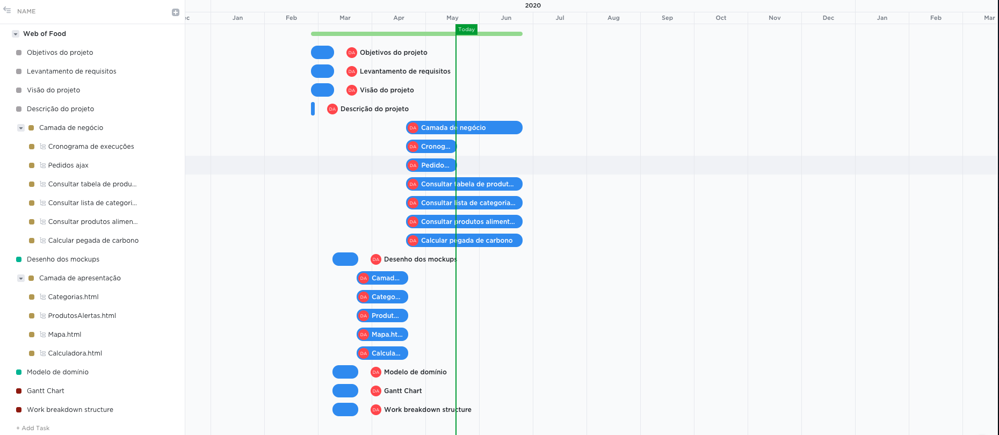 NAME
2020
ec Jan Feb Mar Apr May Jun Jul Aug Sep Oct Nov Dec Jan Feb Mar
Today
Web of Food
Objetivos do projeto DA Objetivos do projeto
Levantamento de requisitos DA Levantamento de requisitos
Visão do projeto DA Visão do projeto
Descrição do projeto DA Descrição do projeto
Camada de negócio DA Camada de negócio
Cronograma de execuções DA Cronog...
Pedidos ajax DA Pedido...
Consultar tabela de produ... DA Consultar tabela de produt...
Consultar lista de categori... DA Consultar lista de categoria...
Consultar produtos alimen... DA Consultar produtos aliment...
Calcular pegada de carbono DA Calcular pegada de carbono
Desenho dos mockups DA Desenho dos mockups
Camada de apresentação DA Camad...
Categorias.html DA Catego...
ProdutosAlertas.html DA Produt...
Mapa.html DA Mapa.ht...
Calculadora.html DA Calcula...
Modelo de domínio DA Modelo de domínio
Gantt Chart DA Gantt Chart
Work breakdown structure DA Work breakdown structure
+ Add Task